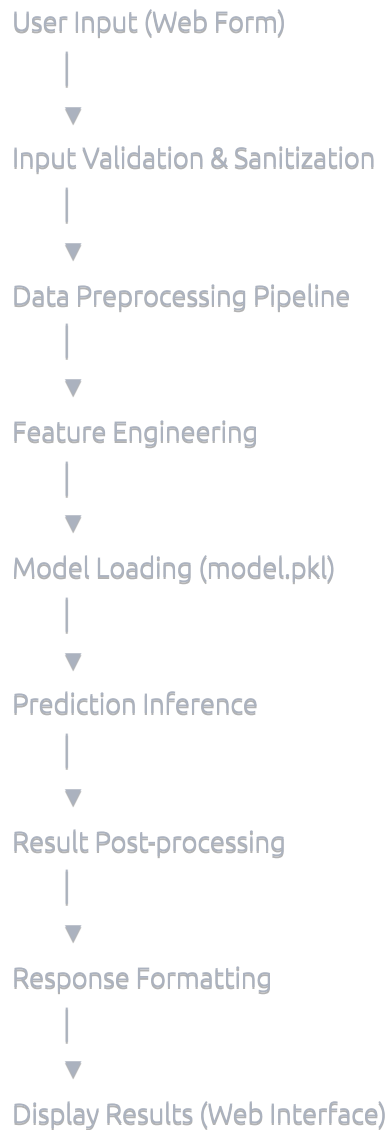 User Input (Web Form)
Input Validation & Sanitization
Data Preprocessing Pipeline
Feature Engineering
Model Loading (model.pkl)
Prediction Inference
Result Post-processing
Response Formatting
Display Results (Web Interface)